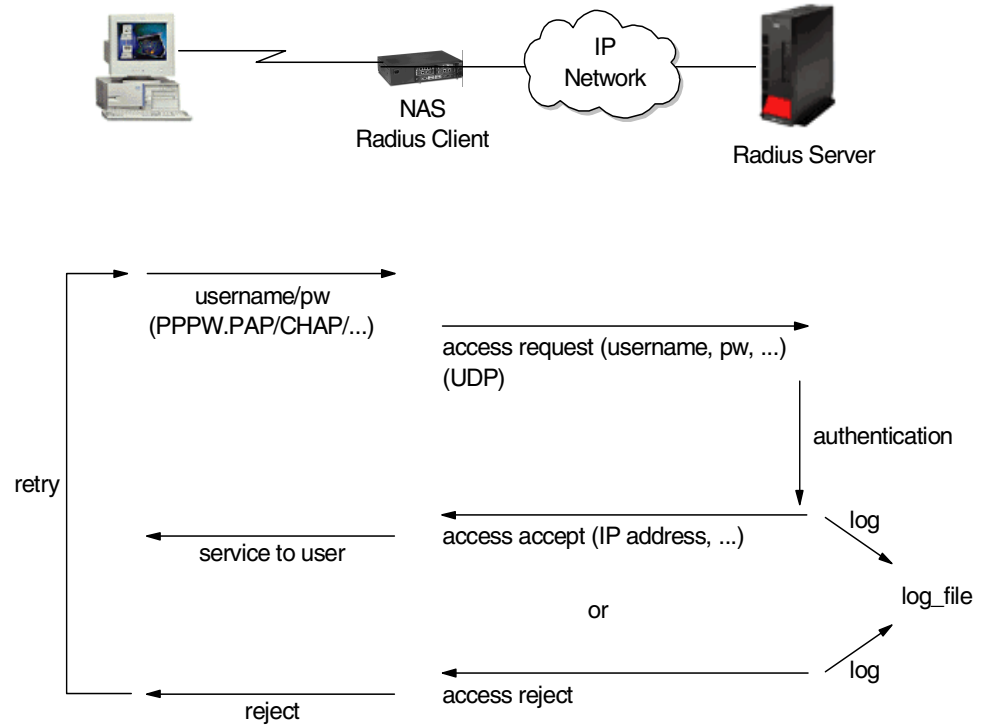 IP
Network
NAS
Radius Client
Radius Server
username/pw
(PPPW.PAP/CHAP/...)
access request (username, pw, ...)
(UDP)
authentication
retry
access accept (IP address, ...)
log
service to user
log_file
or
log
access reject
reject